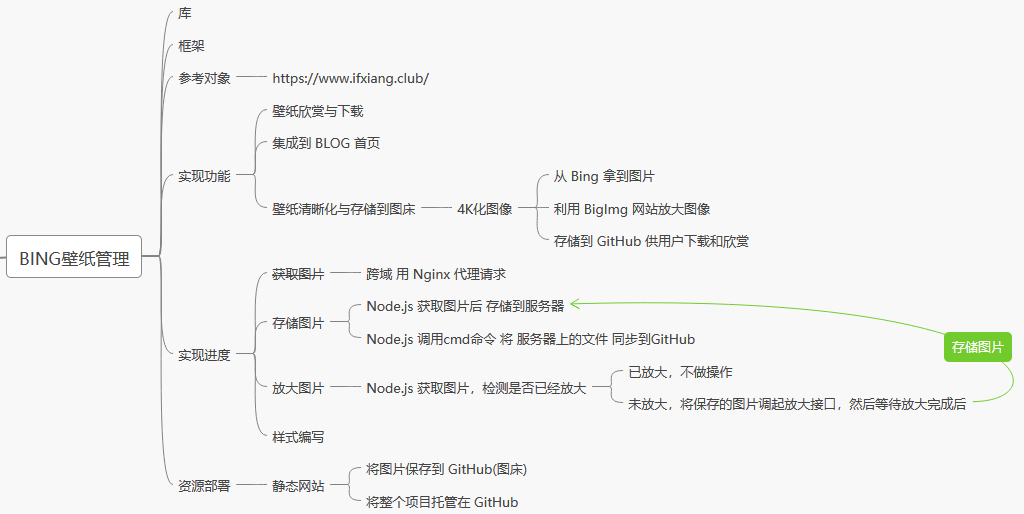 库
框架
参考对象
https://www.ifxiang.club/
壁纸欣赏与下载
集成到 BLOG 首页
实现功能
从 Bing 拿到图片
壁纸清晰化与存储到图床
4K化图像
利用 BigImg 网站放大图像
存储到 GitHub 供用户下载和欣赏
BING壁纸管理
获取图片
跨域 用 Nginx 代理请求
Node.js 获取图片后 存储到服务器
存储图片
Node.js 调用cmd命令 将 服务器上的文件 同步到GitHub
存储图片
实现进度
已放大，不做操作
放大图片
Node.js 获取图片，检测是否已经放大
未放大，将保存的图片调起放大接口，然后等待放大完成后
样式编写
将图片保存到 GitHub(图床)
资源部署
静态网站
将整个项目托管在 GitHub